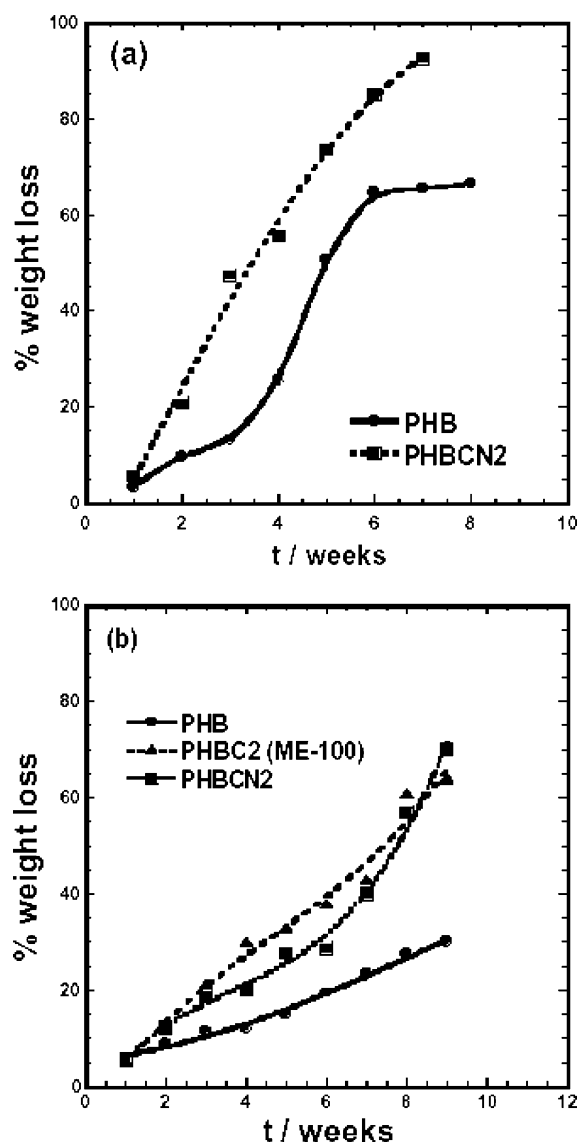 (a)
% weight loss
100
80
60
40
20
0
PHB
PHBCN2
0 2 4 6 8 10
t / weeks
(b)
% weight loss
100
80
60
40
20
0
PHB
PHBC2 (ME-100)
PHBCN2
0 2 4 6 8 10 12
t / weeks